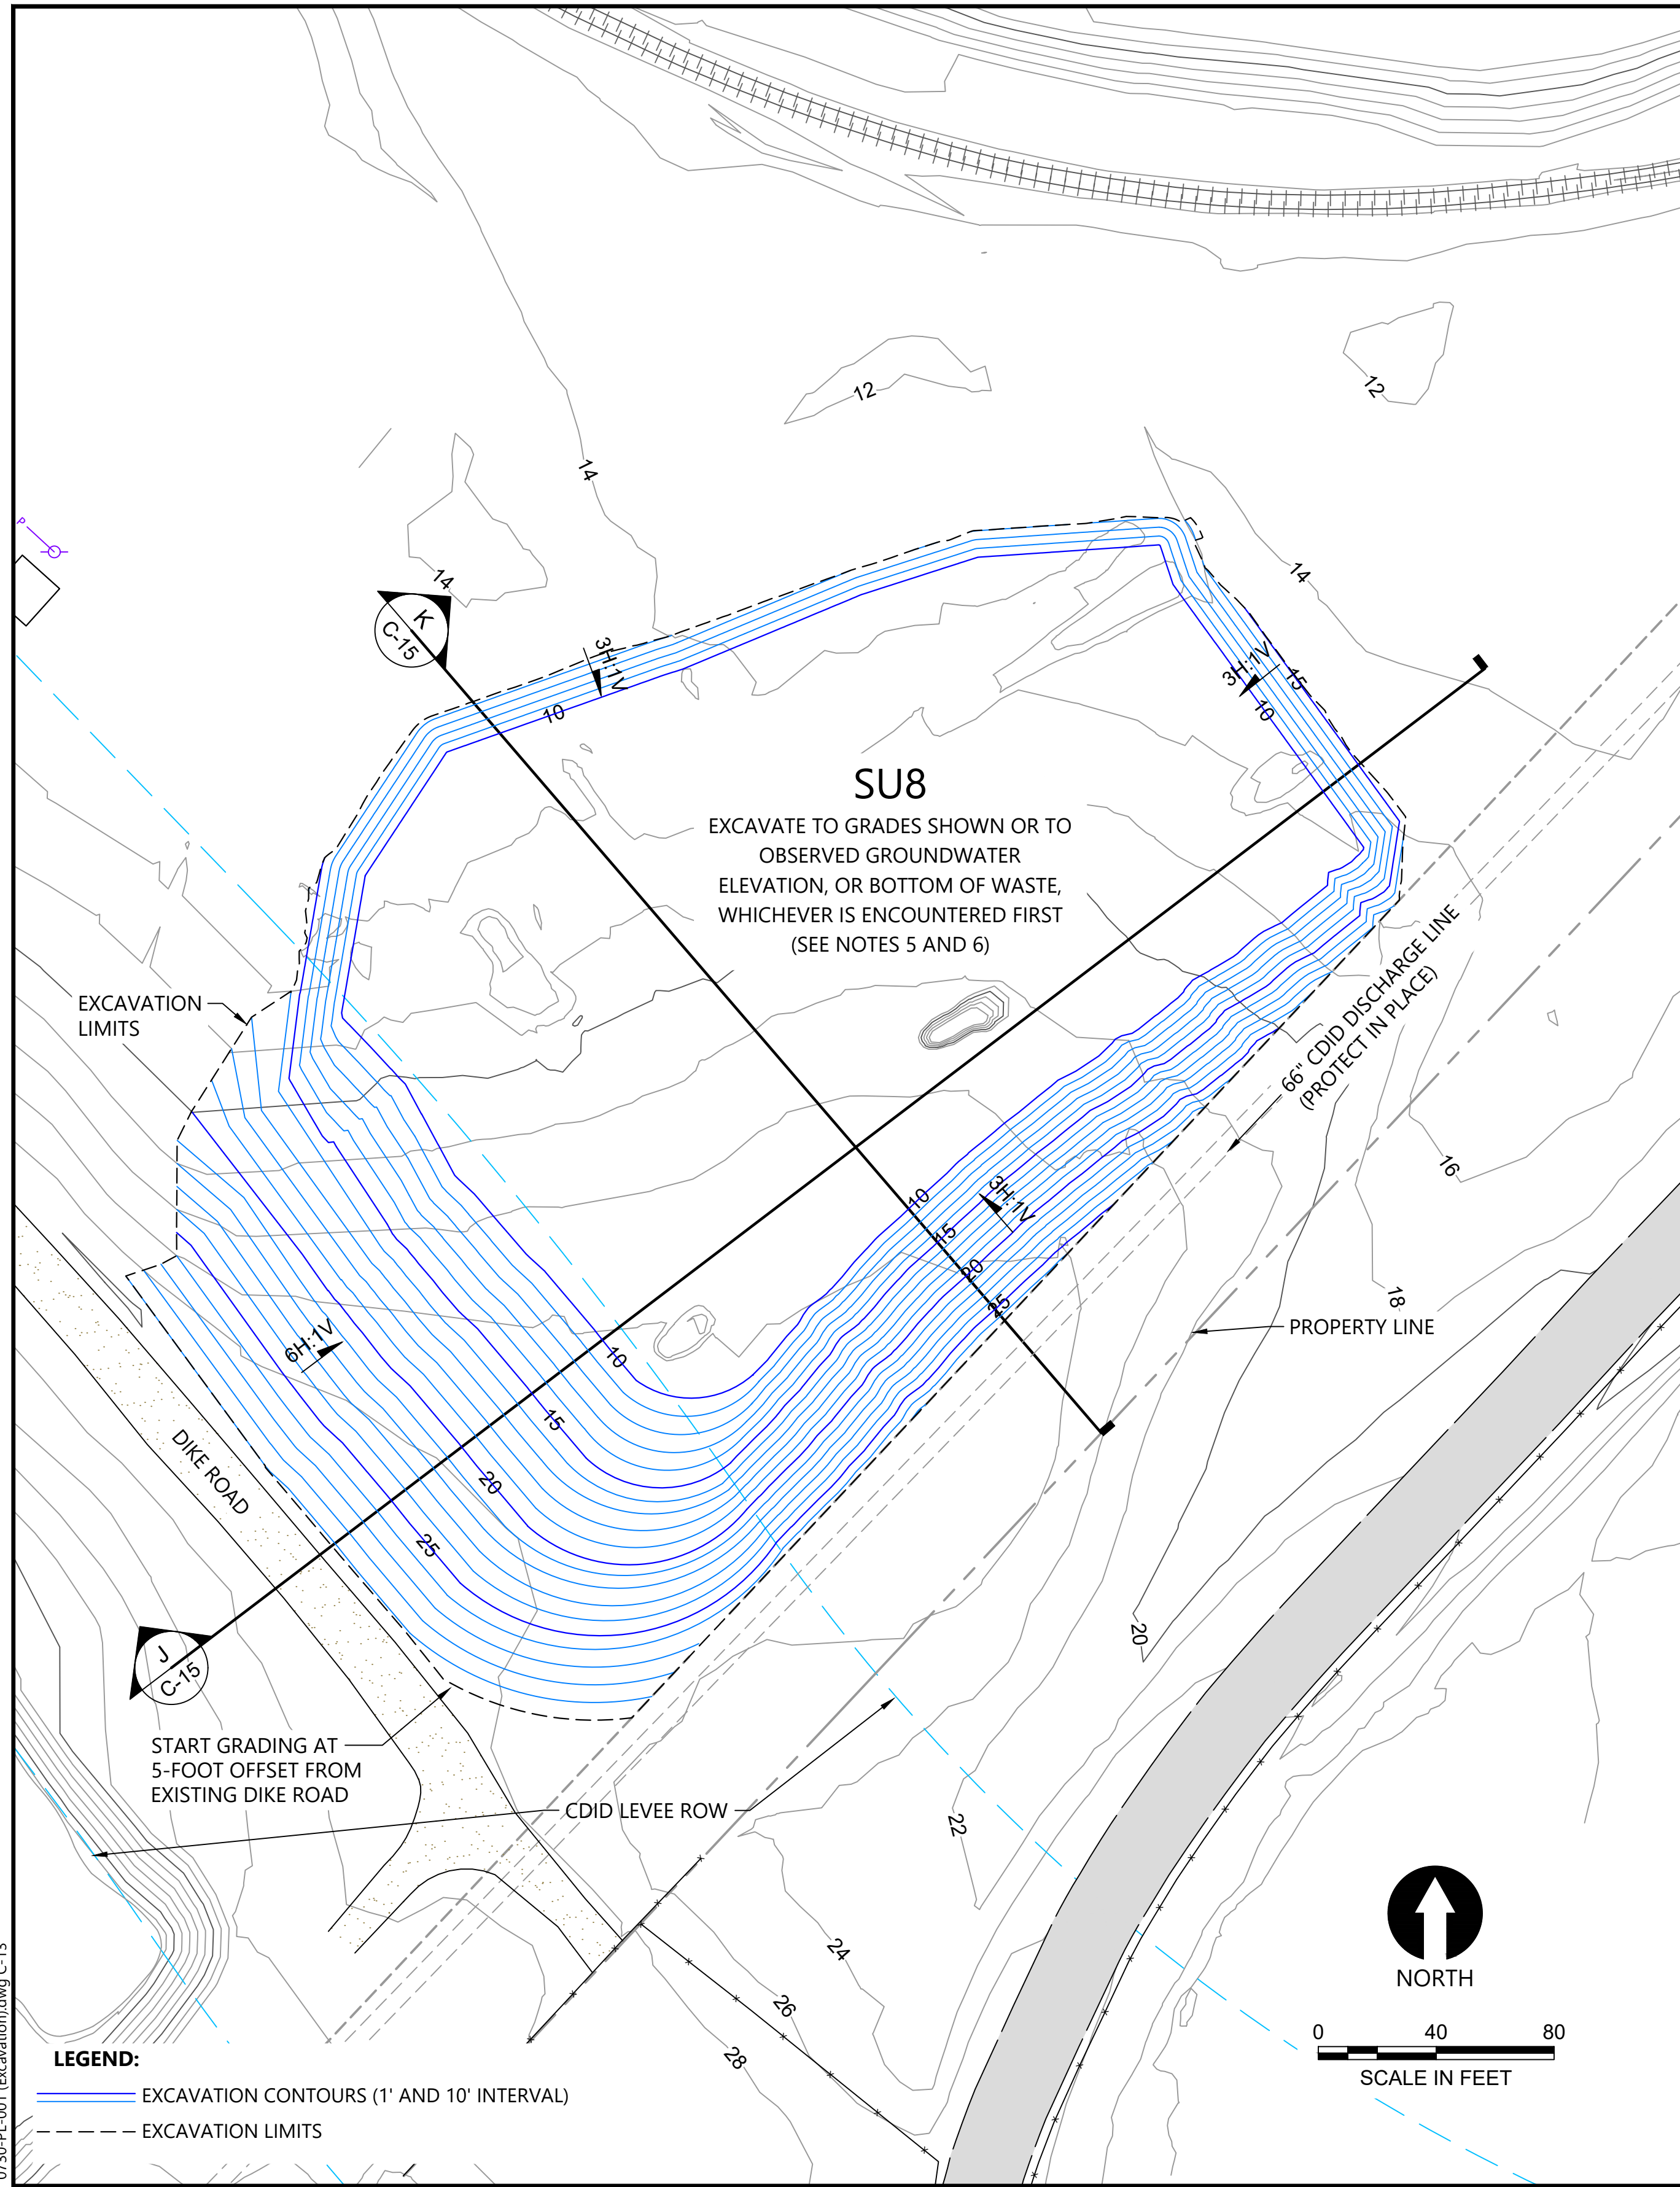 12
12
14
14
14
P
K
C-15
3H:1V
10
3H:1V
15
10
SU8
EXCAVATE TO GRADES SHOWN OR TO
OBSERVED GROUNDWATER
ELEVATION, OR BOTTOM OF WASTE,
WHICHEVER IS ENCOUNTERED FIRST
(SEE NOTES 5 AND 6)
EXCAVATION
LIMITS
66" CDID DISCHARGE LINE
(PROTECT IN PLACE)
16
10
3H:1V
15
20
25
18
PROPERTY LINE
6H:1V
10
15
20
25
DIKE ROAD
20
J
C-15
START GRADING AT
5-FOOT OFFSET FROM
EXISTING DIKE ROAD
CDID LEVEE ROW
22
24
26
28
NORTH
0 40 80
SCALE IN FEET
LEGEND:
EXCAVATION CONTOURS (1' AND 10' INTERVAL)
EXCAVATION LIMITS
(Excavation).dwg C-13